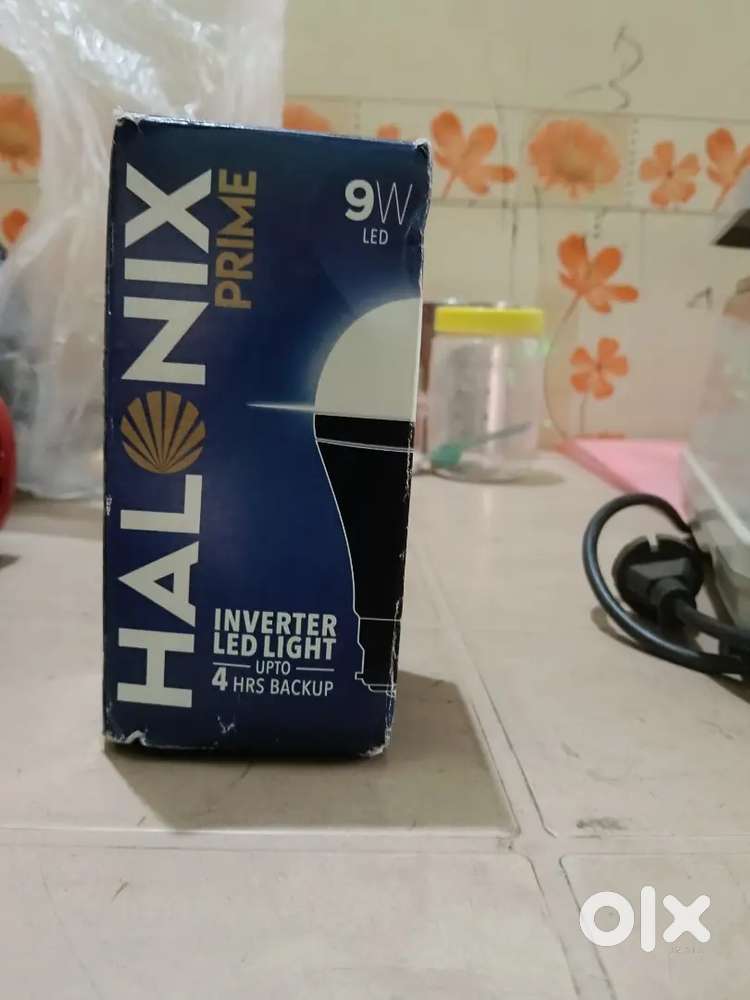 HALONIX
PRIME
9W
LED
INVERTER
LED LIGHT
UPTO
4 HRS BACKUP
olx